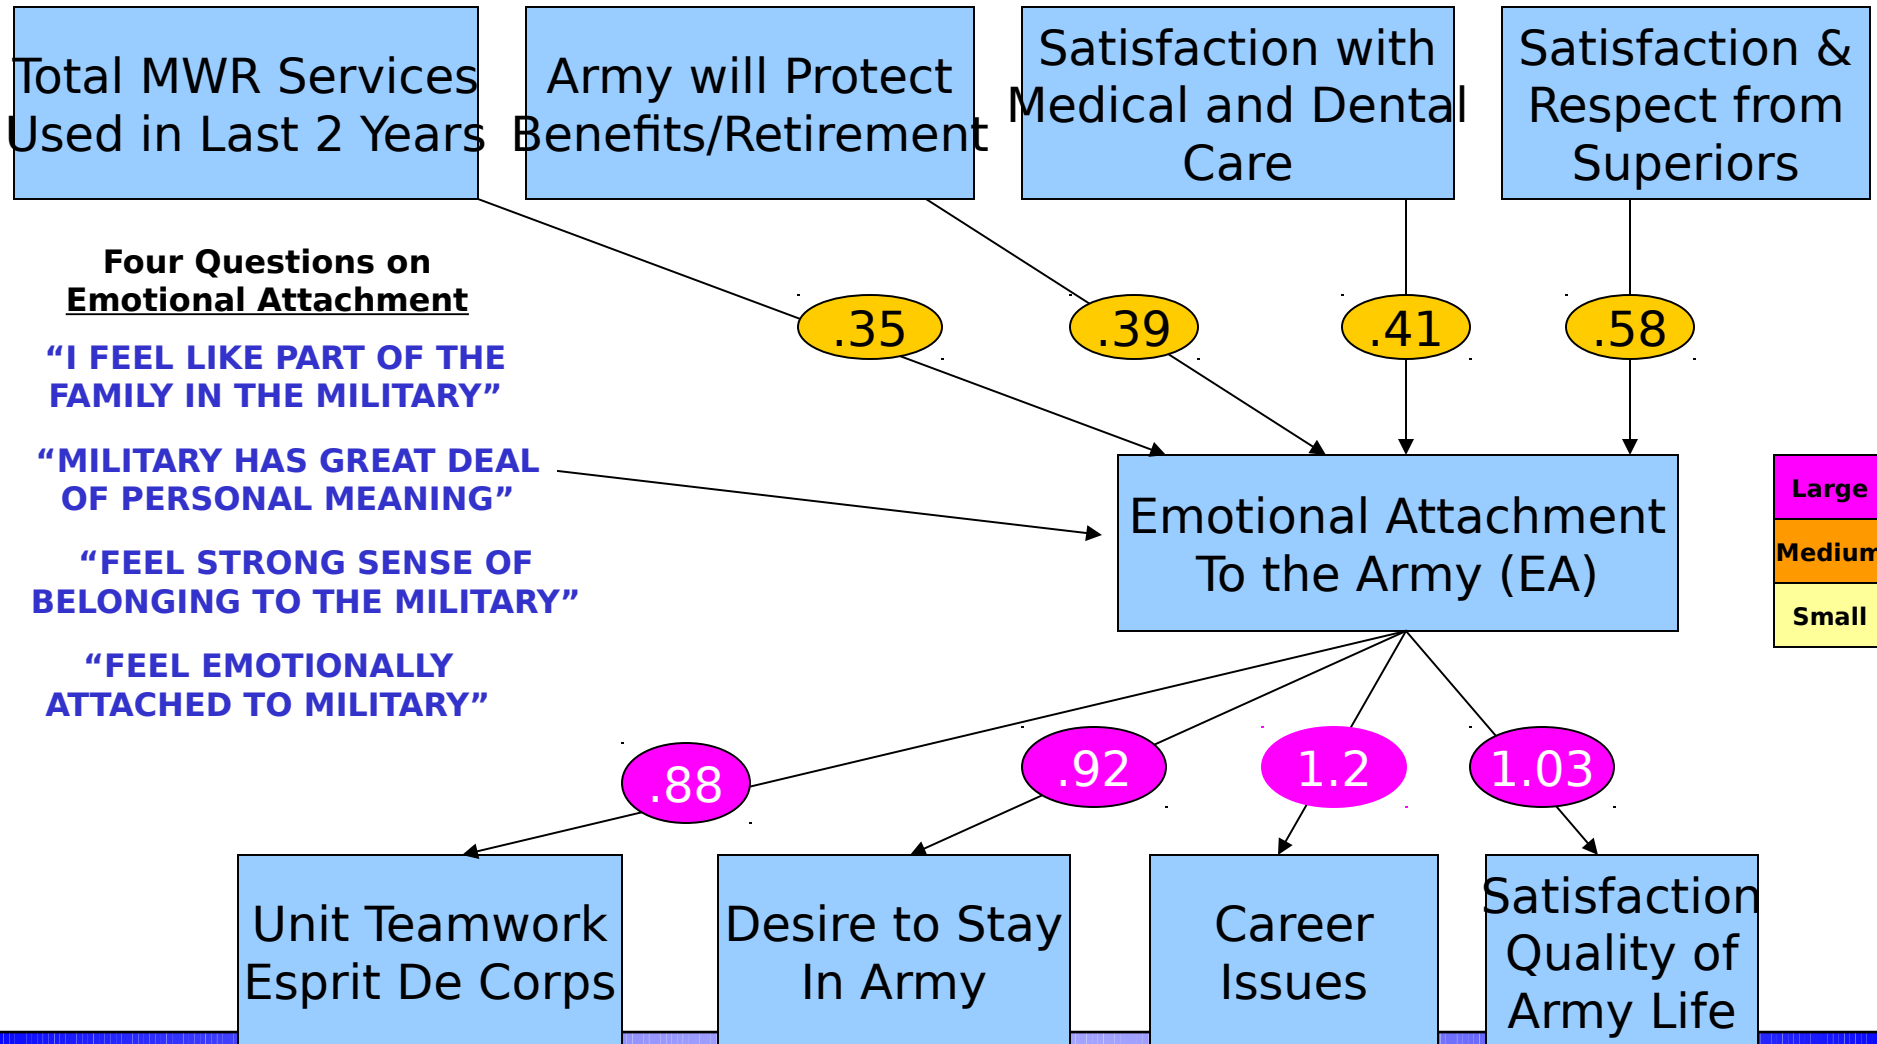 Total MWR Services
Used in Last 2 Years
Army will Protect
Benefits/Retirement
Satisfaction with
Medical and Dental
Care
Satisfaction &
Respect from
Superiors
Four Questions on
Emotional Attachment
“I FEEL LIKE PART OF THE
FAMILY IN THE MILITARY”
“MILITARY HAS GREAT DEAL
OF PERSONAL MEANING”
“FEEL STRONG SENSE OF
BELONGING TO THE MILITARY”
“FEEL EMOTIONALLY
ATTACHED TO MILITARY”
.35
.39
.41
.58
Emotional Attachment
To the Army (EA)
Large
Medium
Small
.88
.92
1.2
1.03
Unit Teamwork
Esprit De Corps
Desire to Stay
In Army
Career
Issues
Satisfaction
Quality of
Army Life